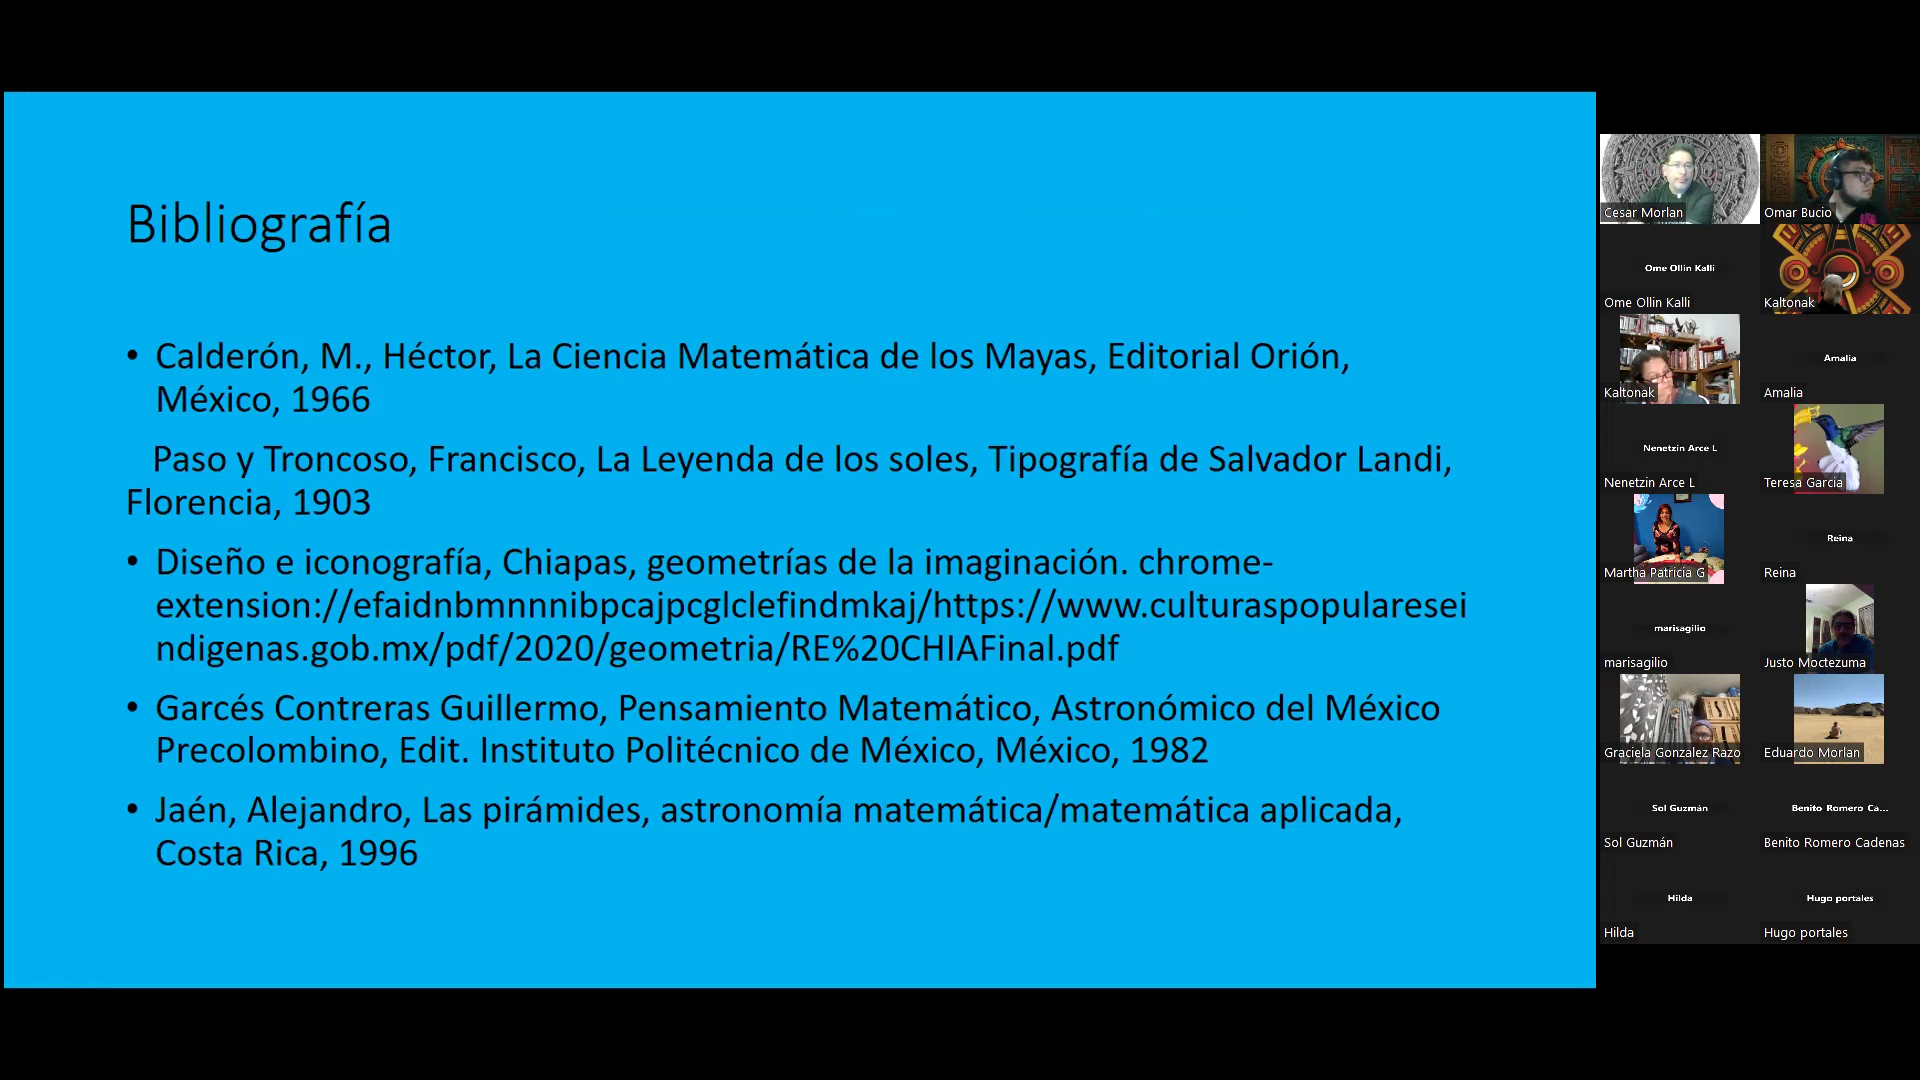 Bibliografía
• Calderón, M., Héctor, La Ciencia Matemática de los Mayas, Editorial Orión,
México, 1966
Paso y Troncoso, Francisco, La Leyenda de los soles, Tipografía de Salvador Landi,
Florencia, 1903
• Diseño e iconografía, Chiapas, geometrías de la imaginación. chrome-
extension://efaidnbmnnnibpcajpcglclefindmkaj/https://www.culturaspopularesei
ndigenas.gob.mx/pdf/2020/geometria/RE%20CHIAFinal.pdf
• Garcés Contreras Guillermo, Pensamiento Matemático, Astronómico del México
Precolombino, Edit. Instituto Politécnico de México, México, 1982
• Jaén, Alejandro, Las pirámides, astronomía matemática/matemática aplicada,
Costa Rica, 1996
Cesar Morlan
Omar Bucio
Ome Ollin Kalli
Ome Ollin Kalli
Kaltonak
Kaltonak
Amalia
Amalia
Nenetzin Arce L
Nenetzin Arce L
Teresa Garcia
Martha Patricia G
Reina
Reina
marisagilio
marisagilio
Justo Moctezuma
Graciela Gonzalez Razo
Eduardo Morlan
Sol Guzmán
Sol Guzmán
Benito Romero Ca...
Benito Romero Cadenas
Hilda
Hilda
Hugo portales
Hugo portales